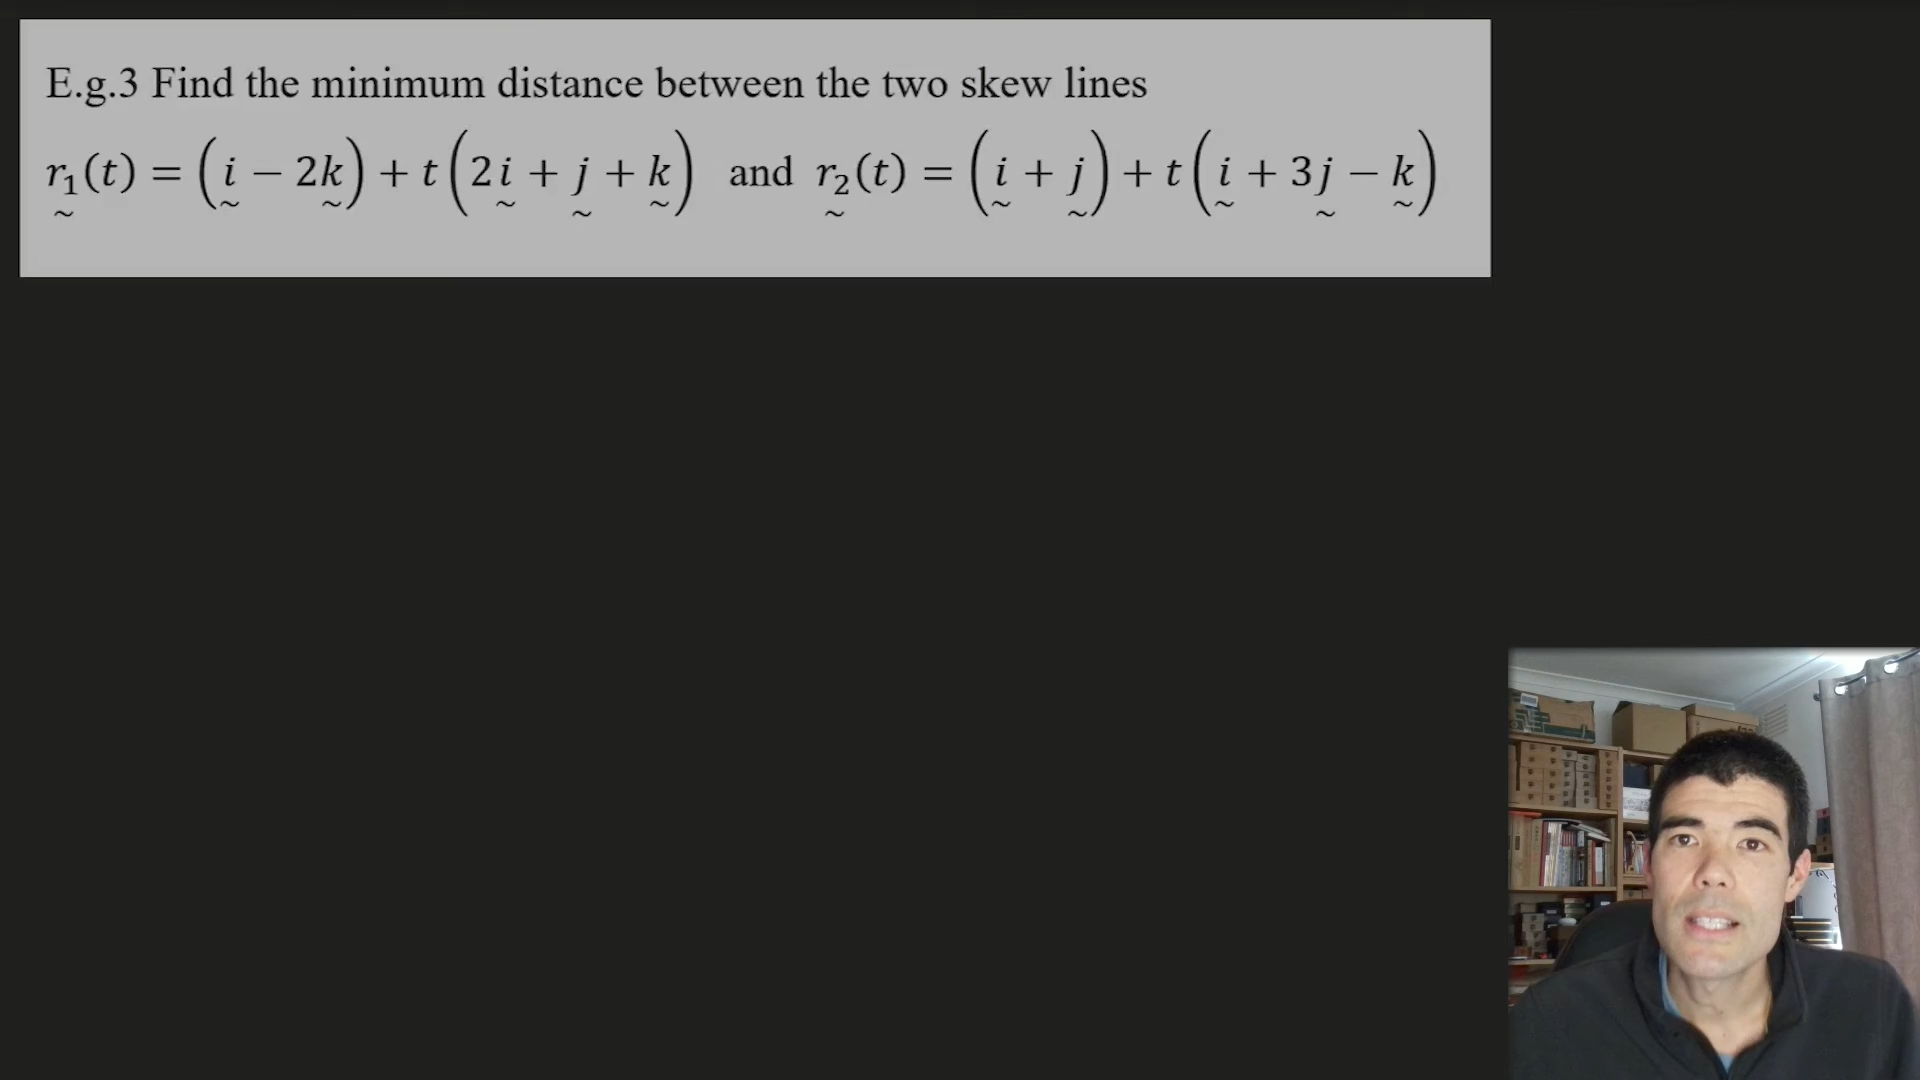 E.g.3 Find the minimum distance between the two skew lines
r₁(t) = (i − 2k) + t(2i + j + k) and r₂(t) = (i + j) + t(i + 3j − k)